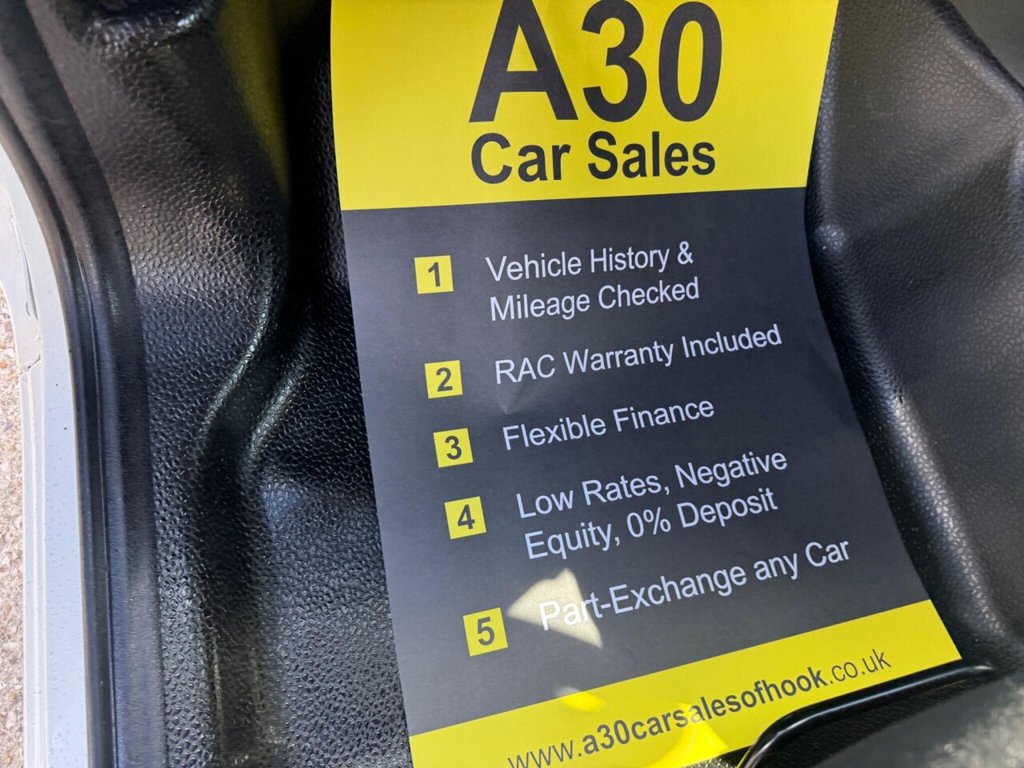 A30
Car Sales
1 Vehicle History &
Mileage Checked
2 RAC Warranty Included
3 Flexible Finance
4 Low Rates, Negative
Equity, 0% Deposit
5 Part-Exchange any Car
www.a30carsalesofhook.co.uk